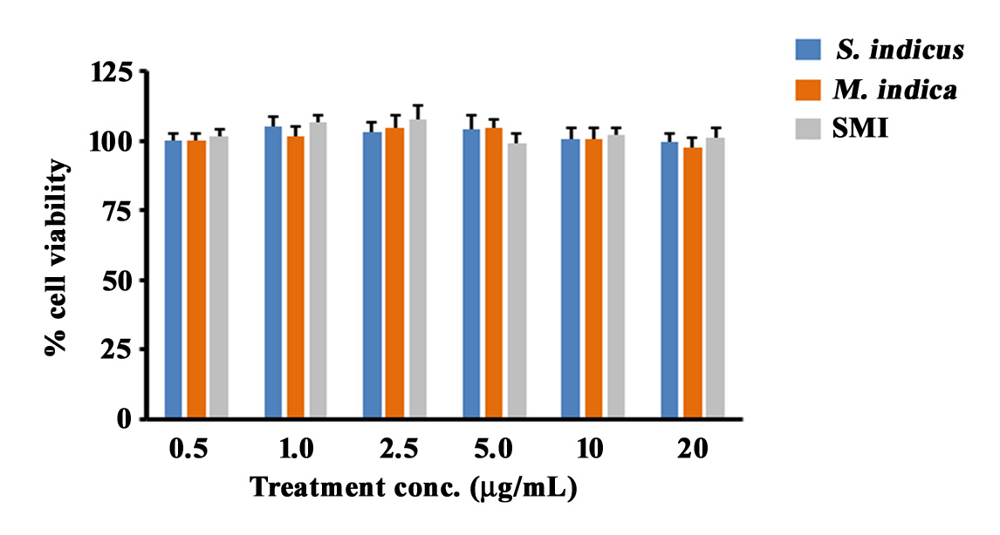 S. indicus
M. indica
SMI
125
100
75
50
25
0
% cell viability
0.5 1.0 2.5 5.0 10 20
Treatment conc. (µg/mL)